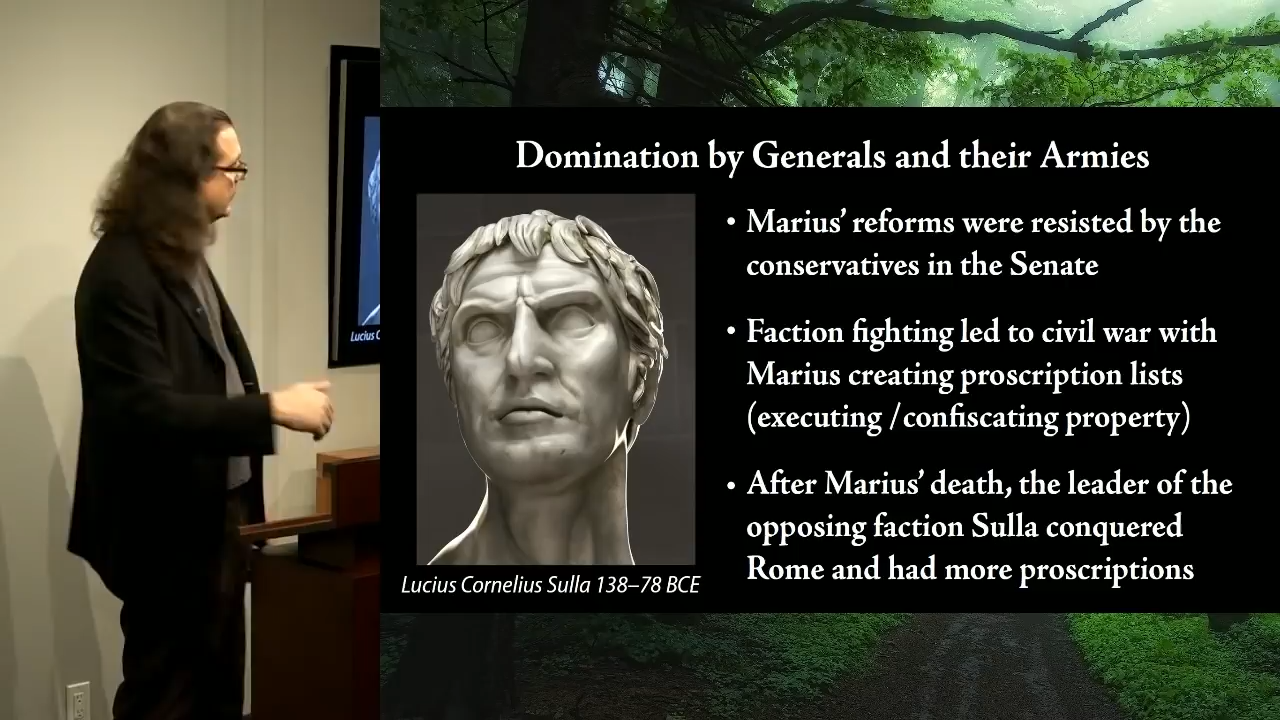 Domination by Generals and their Armies
• Marius’ reforms were resisted by the
conservatives in the Senate
• Faction fighting led to civil war with
Marius creating proscription lists
(executing / confiscating property)
• After Marius’ death, the leader of the
opposing faction Sulla conquered
Rome and had more proscriptions
Lucius Cornelius Sulla 138–78 BCE
Lucius C